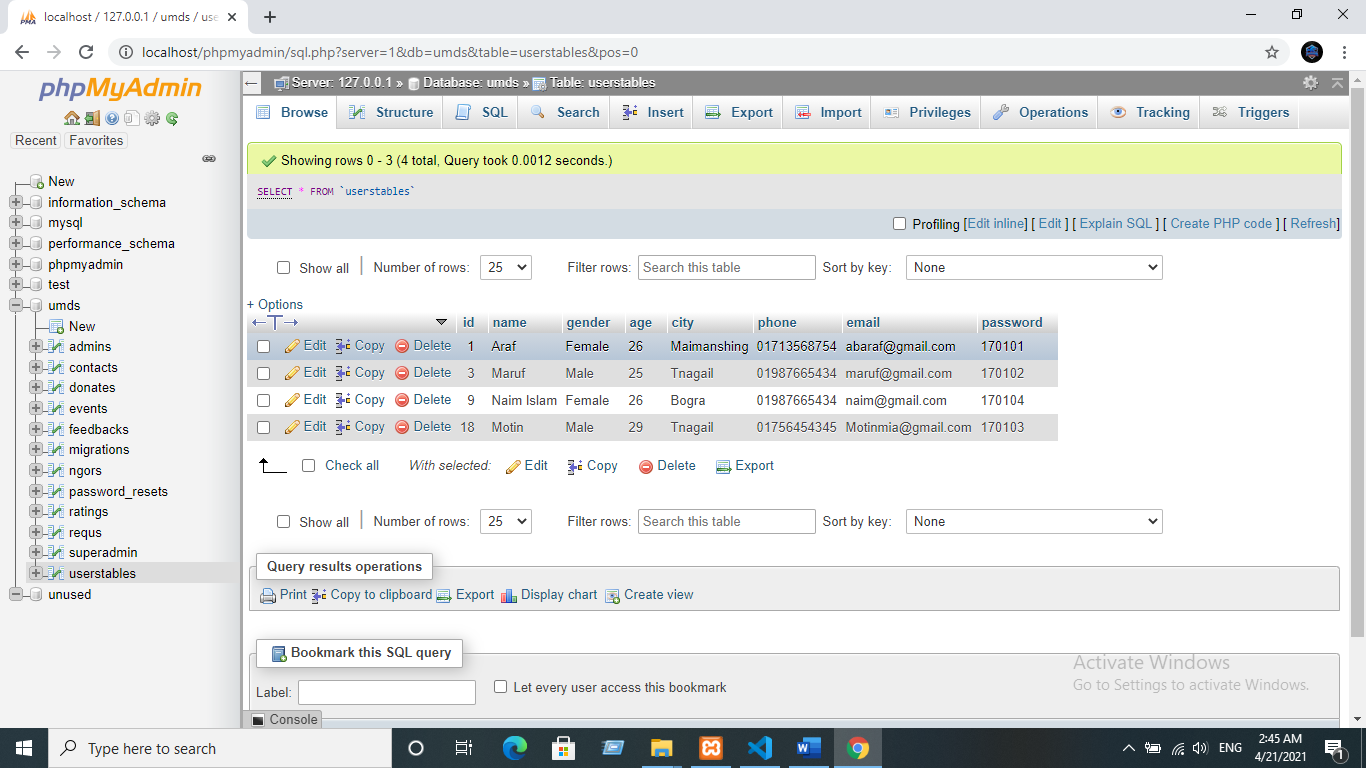 localhost / 127.0.0.1 / umds / use
localhost/phpmyadmin/sql.php?server=1&db=umds&table=userstables&pos=0
phpMyAdmin
Recent Favorites
New
information_schema
mysql
performance_schema
phpmyadmin
test
umds
New
admins
contacts
donates
events
feedbacks
migrations
ngors
password_resets
ratings
requs
superadmin
userstables
unused
Server: 127.0.0.1 » Database: umds » Table: userstables
Browse Structure SQL Search Insert Export Import Privileges Operations Tracking Triggers
Showing rows 0 - 3 (4 total, Query took 0.0012 seconds.)
SELECT * FROM `userstables`
Profiling [Edit inline] [ Edit ] [ Explain SQL ] [ Create PHP code ] [ Refresh]
Show all Number of rows: 25 Filter rows: Search this table Sort by key: None
+ Options
←T→ id name gender age city phone email password
Edit Copy Delete 1 Araf Female 26 Maimanshing 01713568754 abaraf@gmail.com 170101
Edit Copy Delete 3 Maruf Male 25 Tnagail 01987665434 maruf@gmail.com 170102
Edit Copy Delete 9 Naim Islam Female 26 Bogra 01987665434 naim@gmail.com 170104
Edit Copy Delete 18 Motin Male 29 Tnagail 01756454345 Motinmia@gmail.com 170103
Check all With selected: Edit Copy Delete Export
Show all Number of rows: 25 Filter rows: Search this table Sort by key: None
Query results operations
Print Copy to clipboard Export Display chart Create view
Bookmark this SQL query
Label: Let every user access this bookmark
Console
Activate Windows
Go to Settings to activate Windows.
Type here to search
ENG
2:45 AM
4/21/2021
1